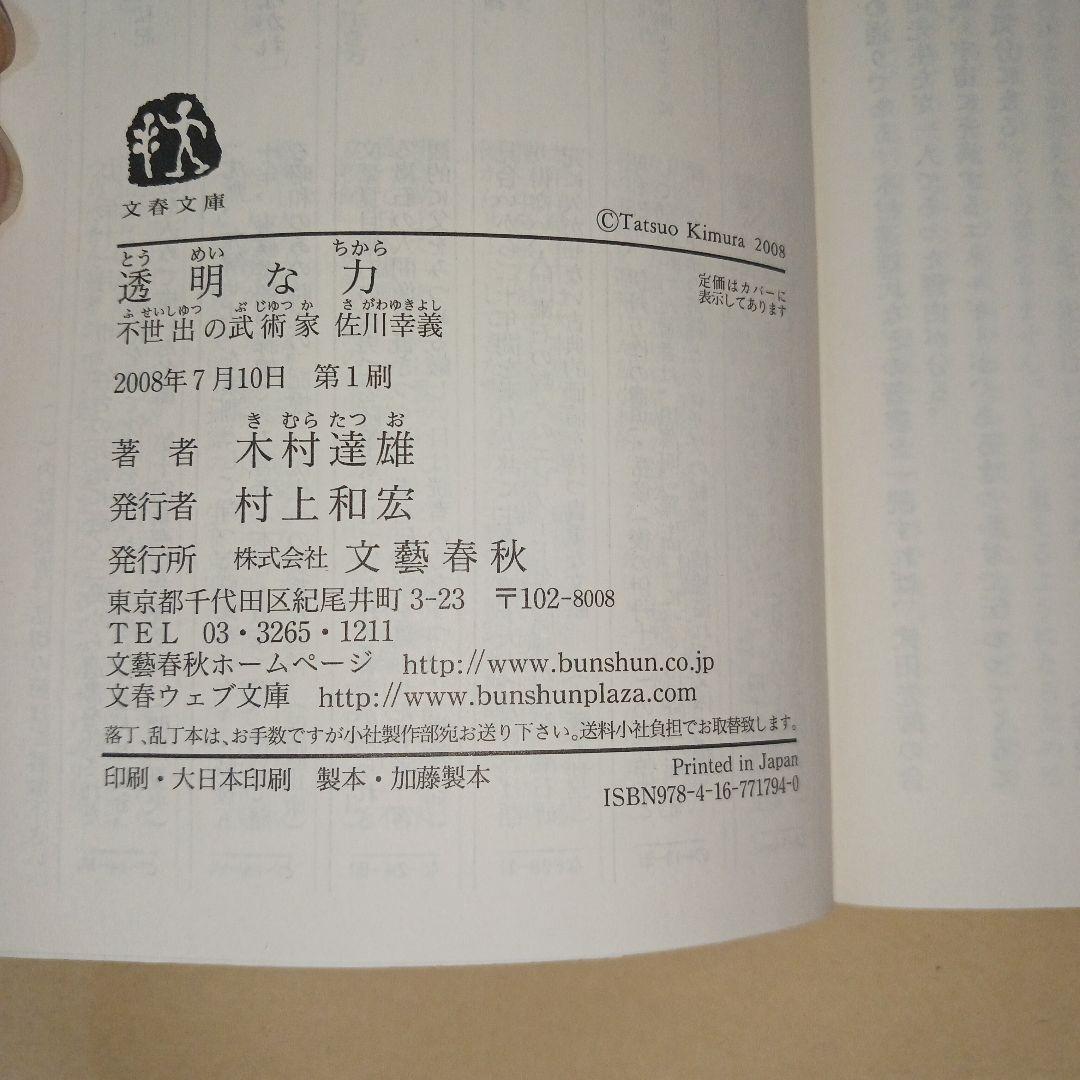 文春文庫
©Tatsuo Kimura 2008
とう めい ちから
透明な力
定価はカバーに
表示してあります
ふせいしゆつ ぶじゆつか さがわゆきよし
不世出の武術家 佐川幸義
2008年7月10日 第1刷
きむらたつお
著者 木村達雄
発行者 村上和宏
発行所 株式会社 文藝春秋
東京都千代田区紀尾井町3-23 〒102-8008
TEL 03・3265・1211
文藝春秋ホームページ http://www.bunshun.co.jp
文春ウェブ文庫 http://www.bunshunplaza.com
落丁、乱丁本は、お手数ですが小社製作部宛お送り下さい。送料小社負担でお取替致します。
印刷・大日本印刷 製本・加藤製本
Printed in Japan
ISBN978-4-16-771794-0